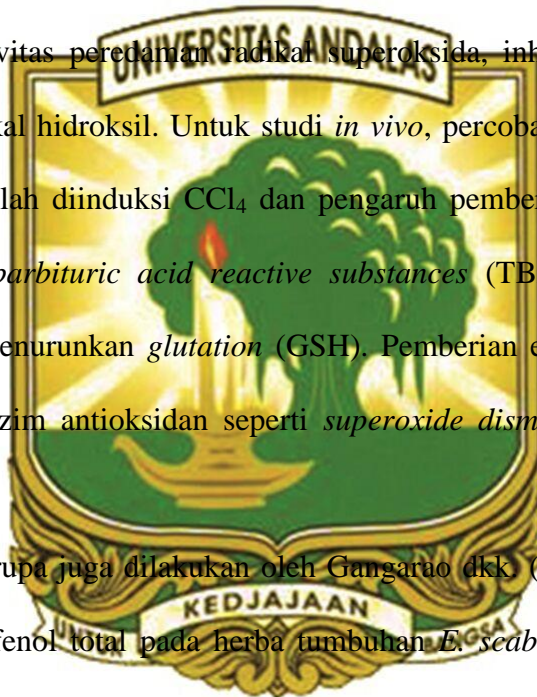 vitas peredaman radikal superoksida, inh
UNIVERSITAS ANDALAS
kal hidroksil. Untuk studi in vivo, percoba
lah diinduksi CCl4 dan pengaruh pember
barbituric acid reactive substances (TB
enurunkan glutation (GSH). Pemberian e
zim antioksidan seperti superoxide dism
rupa juga dilakukan oleh Gangarao dkk. (
KEDJAJAAN
BANGSA
fenol total pada herba tumbuhan E. scab